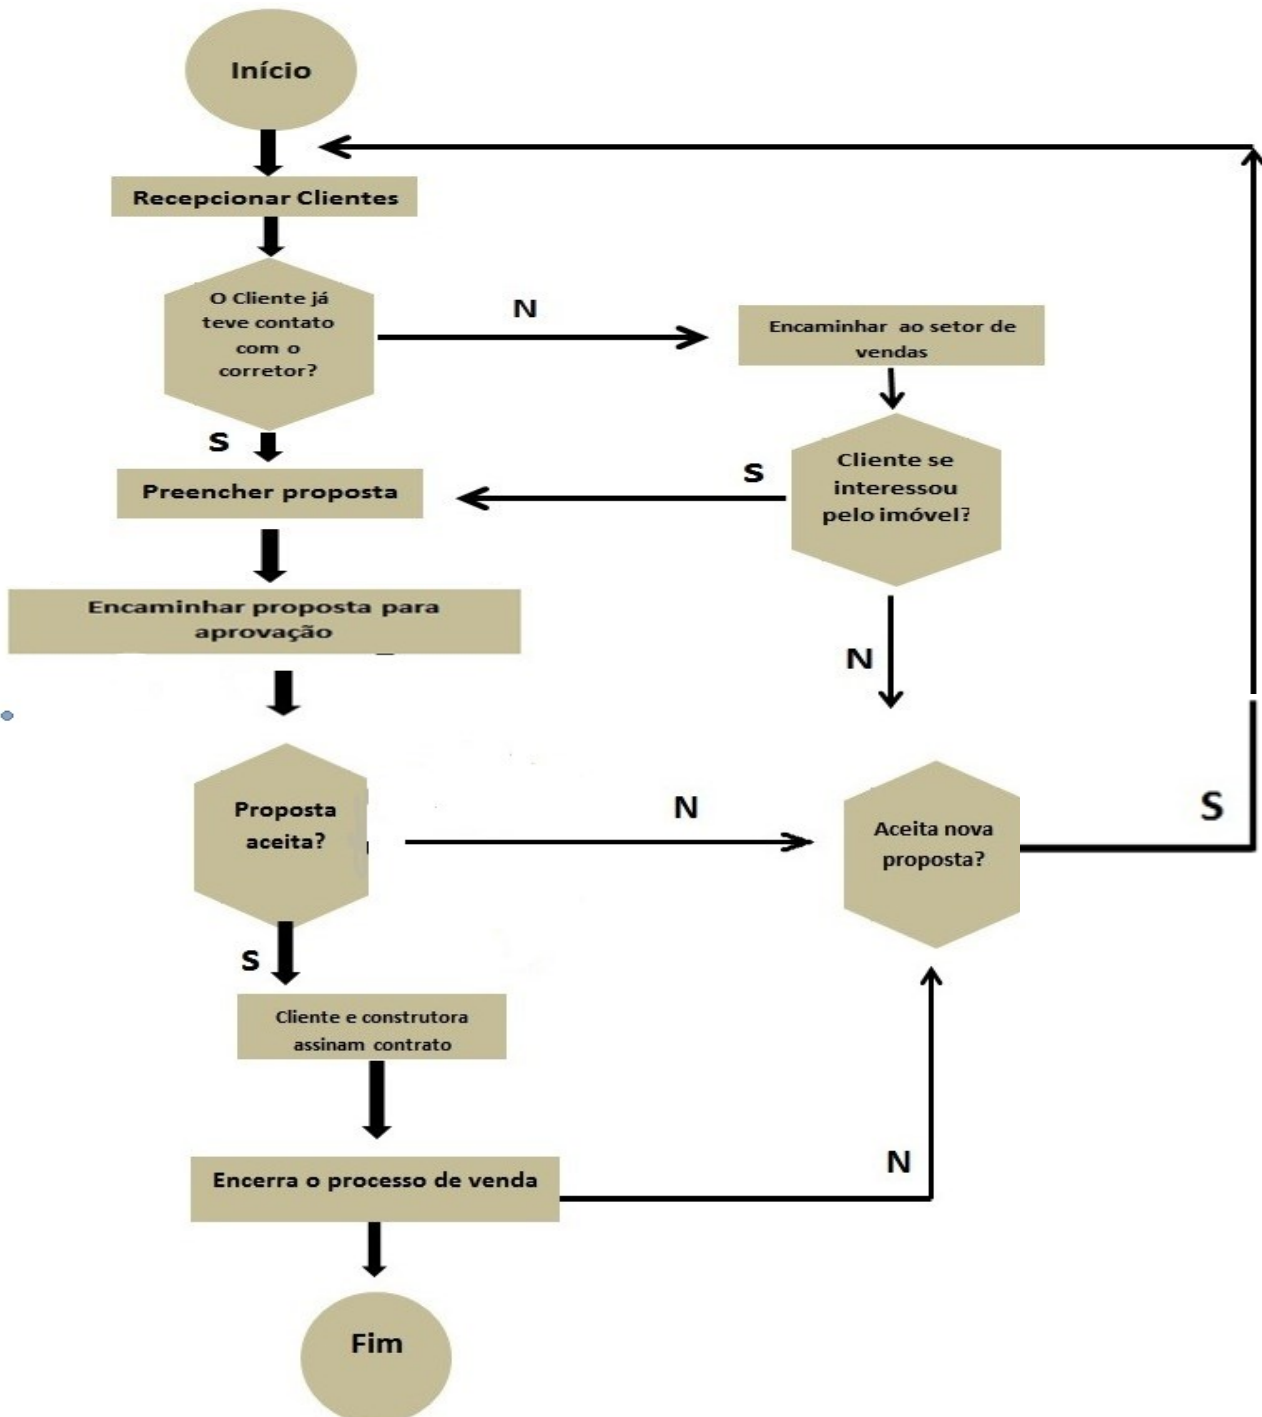 Início
Recepcionar Clientes
O Cliente já
teve contato
com o
corretor?
N
Encaminhar ao setor de
vendas
S
Preencher proposta
S
Cliente se
interessou
pelo imóvel?
Encaminhar proposta para
aprovação
N
Proposta
aceita?
N
Aceita nova
proposta?
S
S
Cliente e construtora
assinam contrato
Encerra o processo de venda
N
Fim